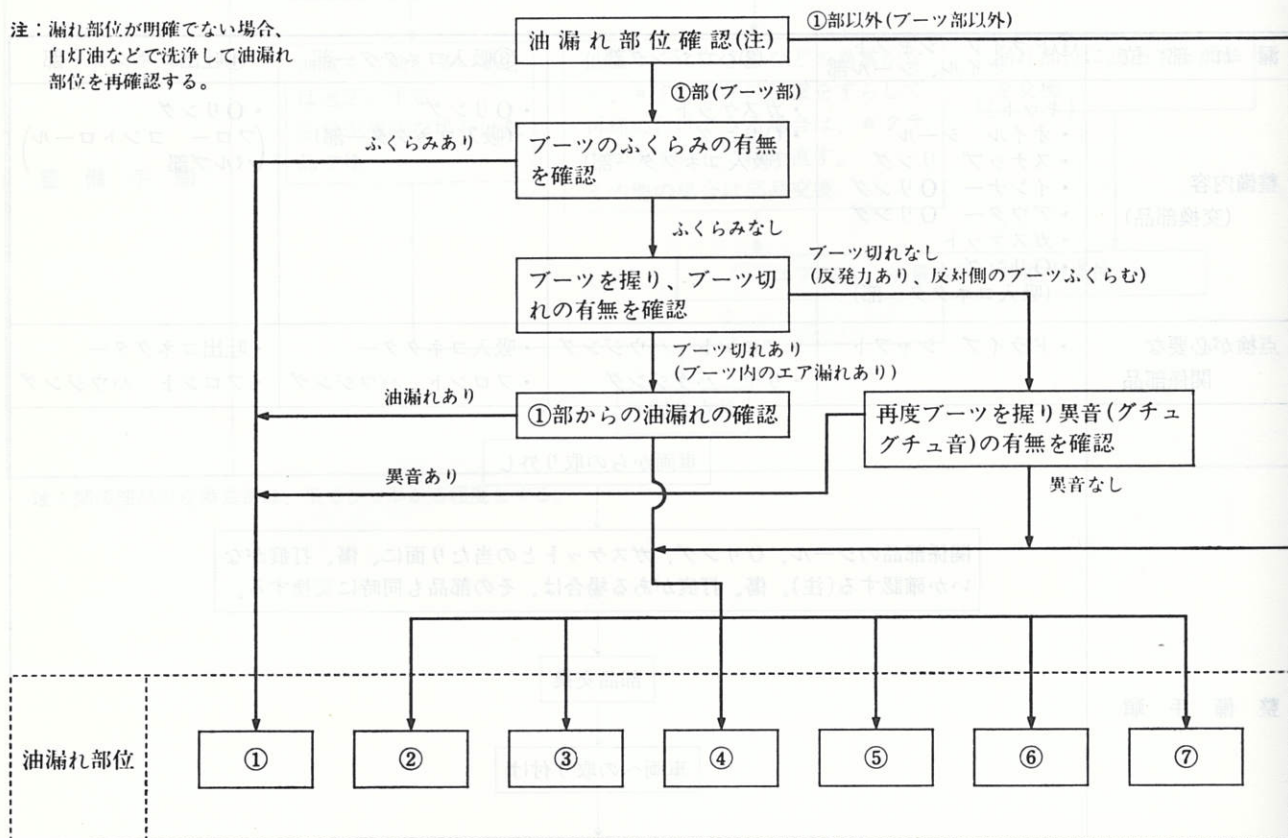 注：漏れ部位が明確でない場合、
白灯油などで洗浄して油漏れ
部位を再確認する。
油漏れ部位確認(注)
①部以外(ブーツ部以外)
①部(ブーツ部)
ブーツのふくらみの有無
を確認
ふくらみあり
ふくらみなし
ブーツを握り、ブーツ切
れの有無を確認
ブーツ切れなし
(反発力あり、反対側のブーツふくらむ)
ブーツ切れあり
(ブーツ内のエア漏れあり)
油漏れあり
①部からの油漏れの確認
再度ブーツを握り異音(グチュ
グチュ音)の有無を確認
異音あり
異音なし
油漏れ部位
①
②
③
④
⑤
⑥
⑦